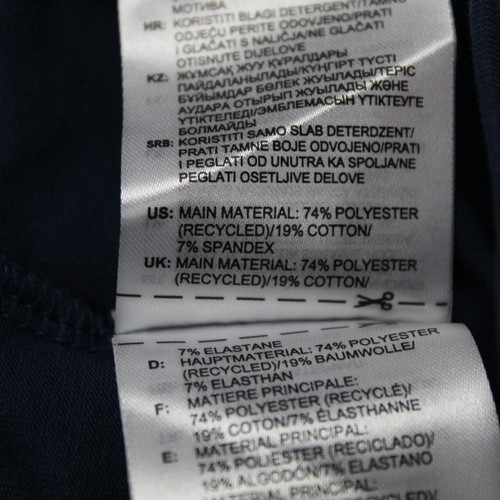 МОТИВА
HR: KORISTITI BLAGI DETERGENT/TAMNU
ODJEĆU PERITE ODVOJENO/PRATI
I GLAČATI S NALIČJA/NE GLAČATI
OTISNUTE DIJELOVE
KZ: ЖҰМСАҚ ЖУУ ҚҰРАЛДАРЫ
ПАЙДАЛАНЫЛАДЫ/КҮҢГІРТ ТҮСТІ
БҰЙЫМДАР БӨЛЕК ЖУЫЛАДЫ/ТЕРІС
АУДАРА ОТЫРЫП ЖУЫЛАДЫ ЖӘНЕ
ҮТІКТЕЛЕДІ/ЭМБЛЕМАСЫН ҮТІКТЕУГЕ
БОЛМАЙДЫ
SRB: KORISTITI SAMO SLAB DETERDZENT/
PRATI TAMNE BOJE ODVOJENO/PRATI
I PEGLATI OD UNUTRA KA SPOLJA/NE
PEGLATI OSETLJIVE DELOVE
US: MAIN MATERIAL: 74% POLYESTER
(RECYCLED)/19% COTTON/
7% SPANDEX
UK: MAIN MATERIAL: 74% POLYESTER
(RECYCLED)/19% COTTON/
7% ELASTANE
D: HAUPTMATERIAL: 74% POLYESTER
(RECYCLED)/19% BAUMWOLLE/
7% ELASTHAN
F: MATIERE PRINCIPALE:
74% POLYESTER (RECYCLÉ)/
19% COTON/7% ÉLASTHANNE
E: MATERIAL PRINCIPAL:
74% POLIÉSTER (RECICLADO)/
19% ALGODÓN/7% ELASTANO